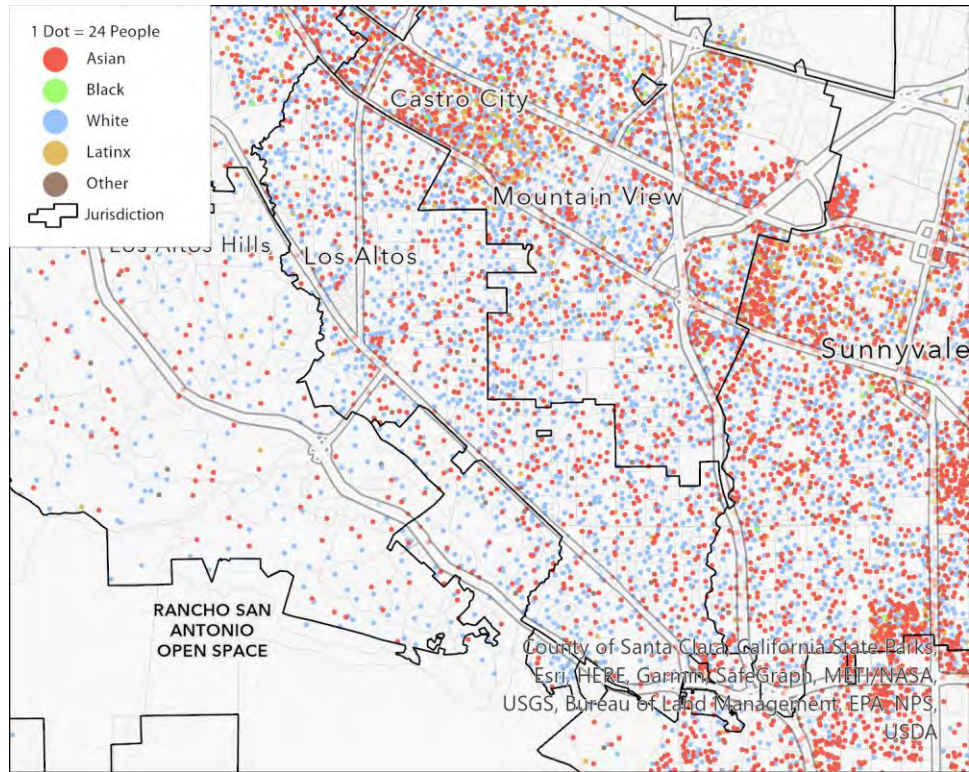 1 Dot = 24 People
Asian
Black
White
Latinx
Other
Jurisdiction
Castro City
Mountain View
Los Altos Hills
Los Altos
Sunnyvale
RANCHO SAN
ANTONIO
OPEN SPACE
County of Santa Clara, California State Parks,
Esri, HERE, Garmin, SafeGraph, METI/NASA,
USGS, Bureau of Land Management, EPA, NPS,
USDA